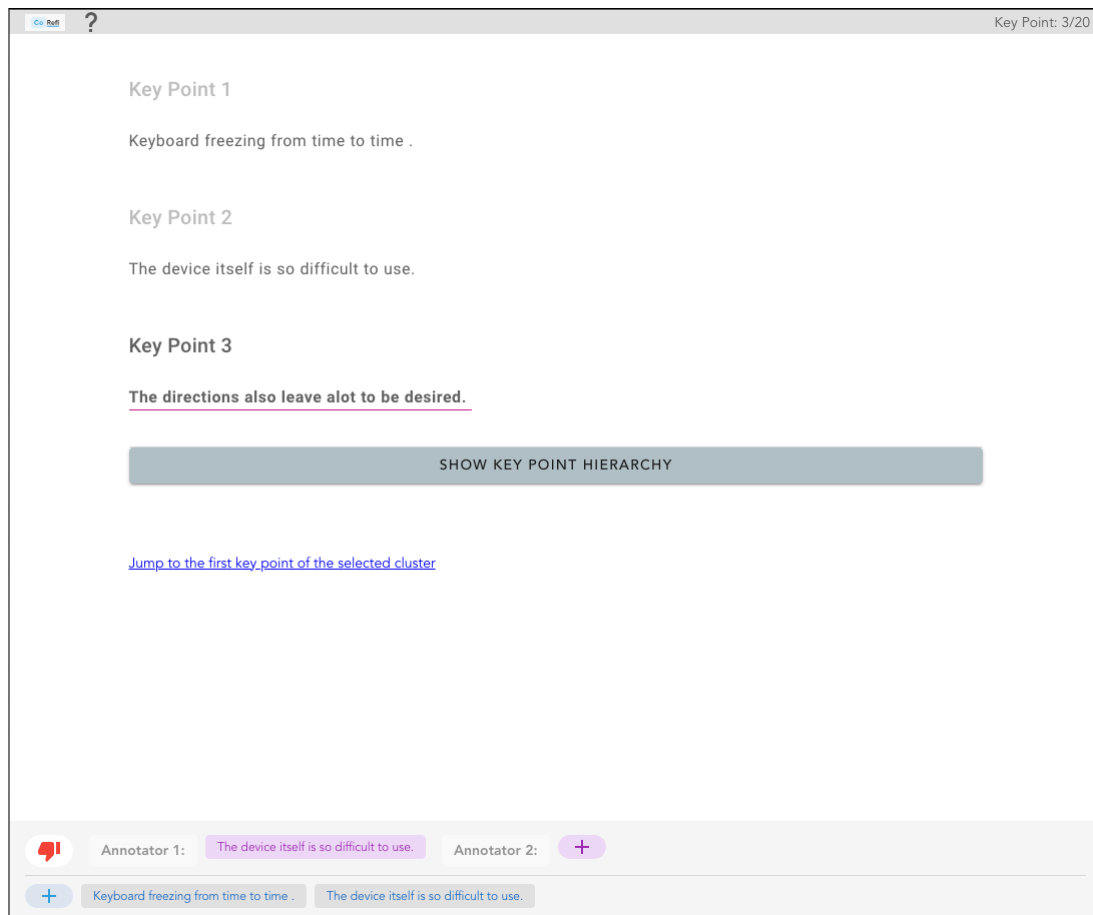 Co Refi ? Key Point: 3/20
Key Point 1
Keyboard freezing from time to time .
Key Point 2
The device itself is so difficult to use.
Key Point 3
The directions also leave alot to be desired.
SHOW KEY POINT HIERARCHY
Jump to the first key point of the selected cluster
Annotator 1: The device itself is so difficult to use. Annotator 2: +
+ Keyboard freezing from time to time . The device itself is so difficult to use.